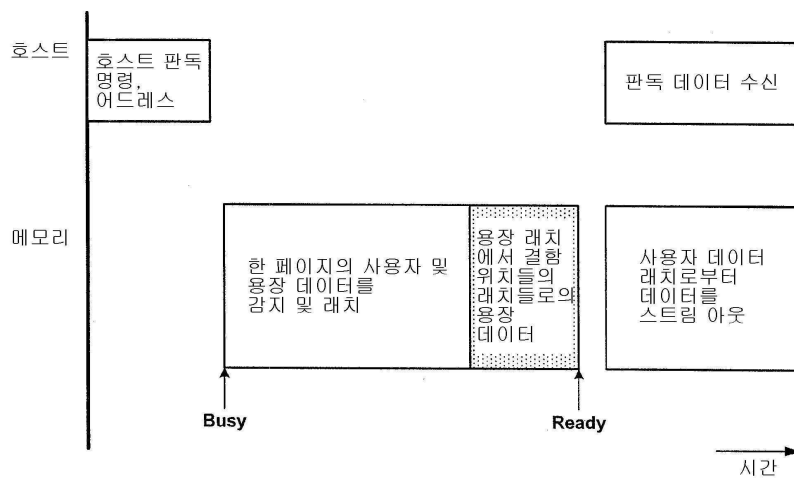 호스트
호스트 판독
명령,
어드레스
판독 데이터 수신
메모리
한 페이지의 사용자 및
용장 데이터를
감지 및 래치
용장 래치
에서 결함
위치들의
래치들로의
용장
데이터
사용자 데이터
래치로부터
데이터를
스트림 아웃
Busy
Ready
시간